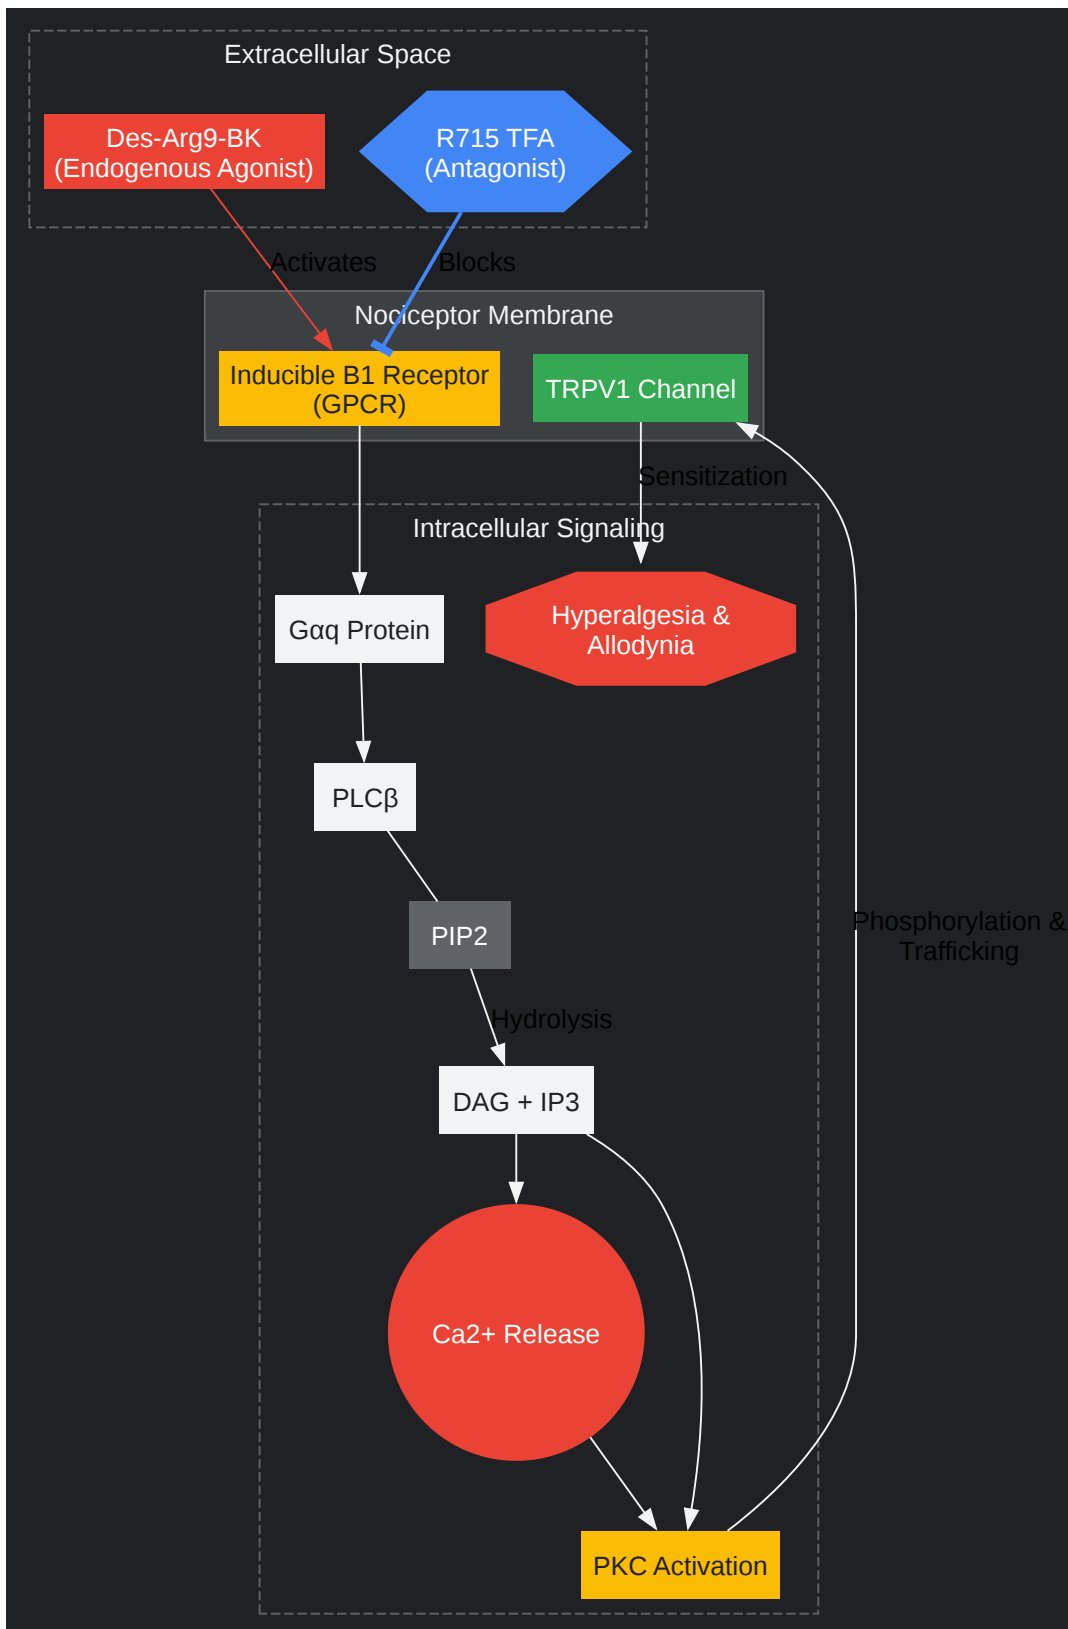 Extracellular Space
Des-Arg9-BK
(Endogenous Agonist)
R715 TFA
(Antagonist)
Activates
Blocks
Nociceptor Membrane
Inducible B1 Receptor
(GPCR)
TRPV1 Channel
Sensitization
Intracellular Signaling
Gαq Protein
Hyperalgesia &
Allodynia
PLCβ
PIP2
Phosphorylation &
Trafficking
Hydrolysis
DAG + IP3
Ca2+ Release
PKC Activation